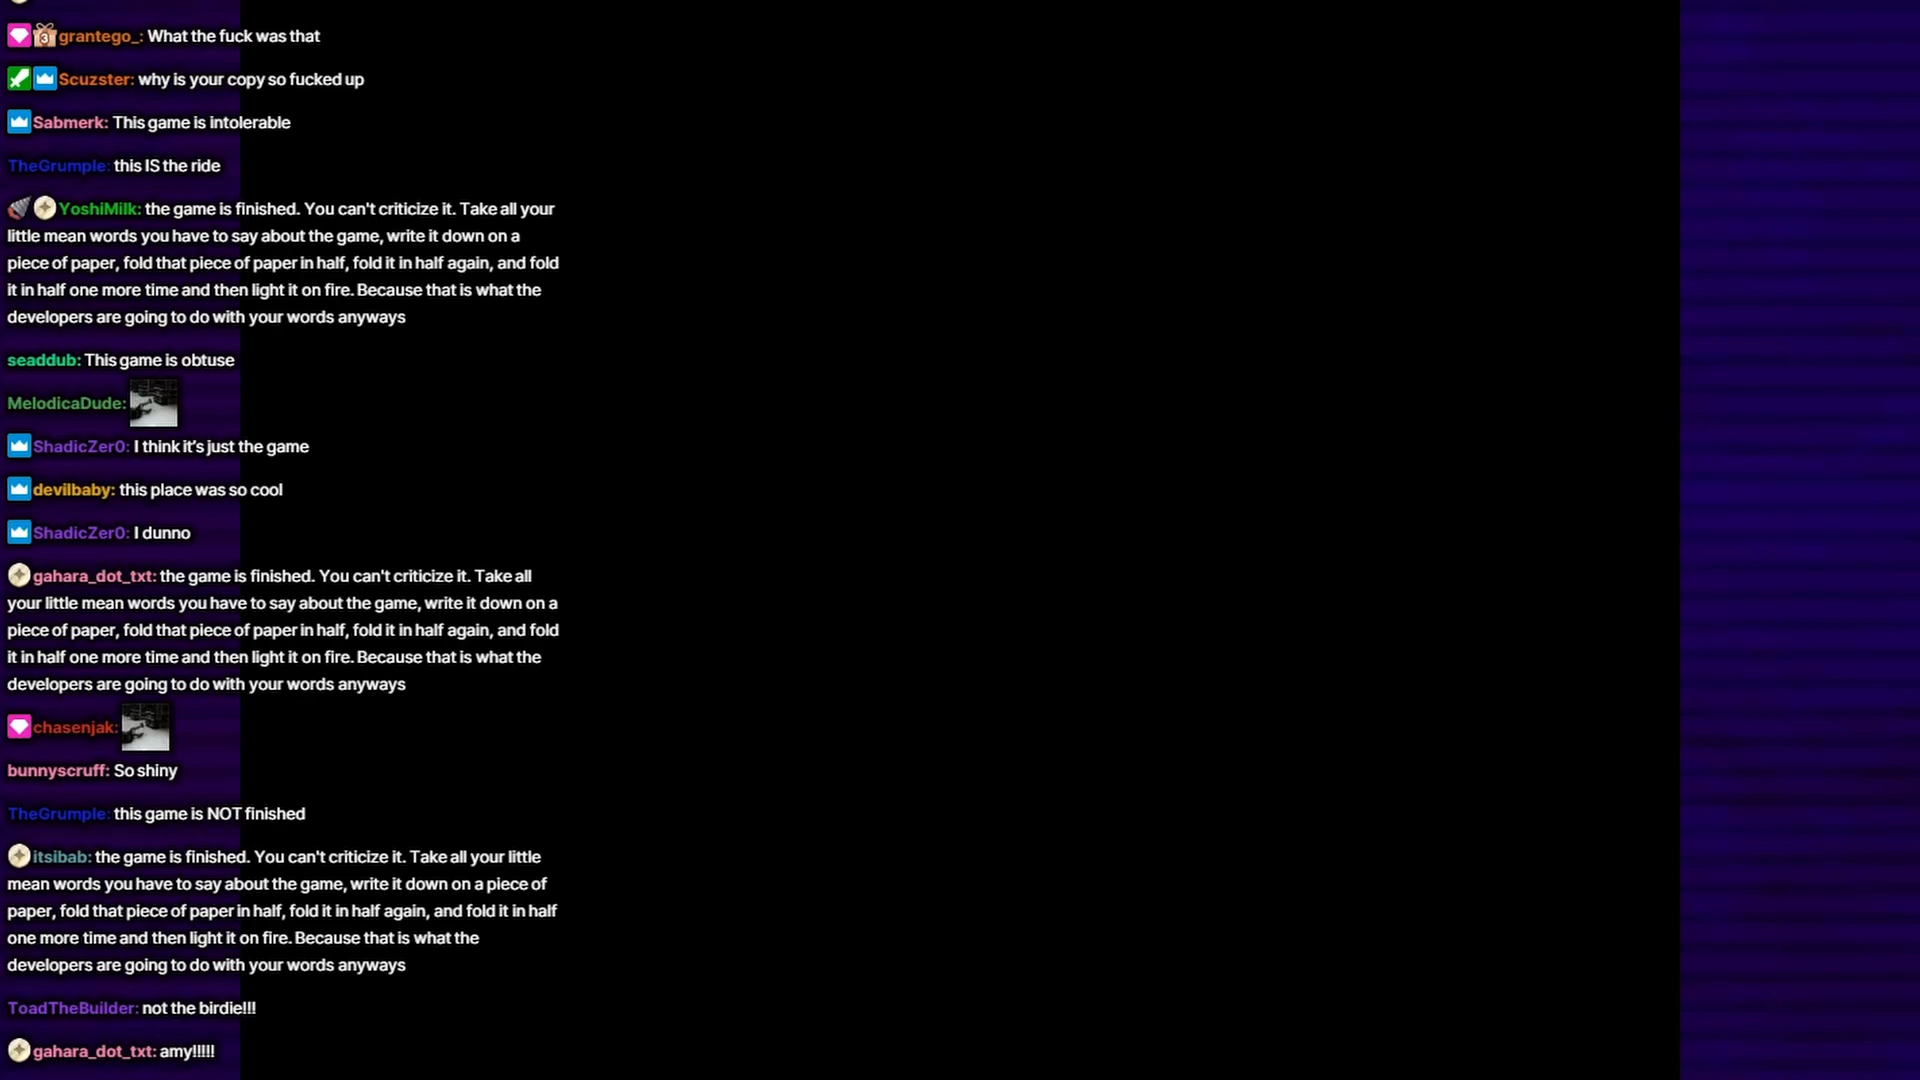 grantego_: What the fuck was that
Scuzster: why is your copy so fucked up
Sabmerk: This game is intolerable
TheGrumple: this IS the ride
YoshiMilk: the game is finished. You can't criticize it. Take all your
little mean words you have to say about the game, write it down on a
piece of paper, fold that piece of paper in half, fold it in half again, and fold
it in half one more time and then light it on fire. Because that is what the
developers are going to do with your words anyways
seaddub: This game is obtuse
MelodicaDude:
ShadicZer0: I think it's just the game
devilbaby: this place was so cool
ShadicZer0: I dunno
gahara_dot_txt: the game is finished. You can't criticize it. Take all
your little mean words you have to say about the game, write it down on a
piece of paper, fold that piece of paper in half, fold it in half again, and fold
it in half one more time and then light it on fire. Because that is what the
developers are going to do with your words anyways
chasenjak:
bunnyscruff: So shiny
TheGrumple: this game is NOT finished
itsibab: the game is finished. You can't criticize it. Take all your little
mean words you have to say about the game, write it down on a piece of
paper, fold that piece of paper in half, fold it in half again, and fold it in half
one more time and then light it on fire. Because that is what the
developers are going to do with your words anyways
ToadTheBuilder: not the birdie!!!
gahara_dot_txt: amy!!!!!